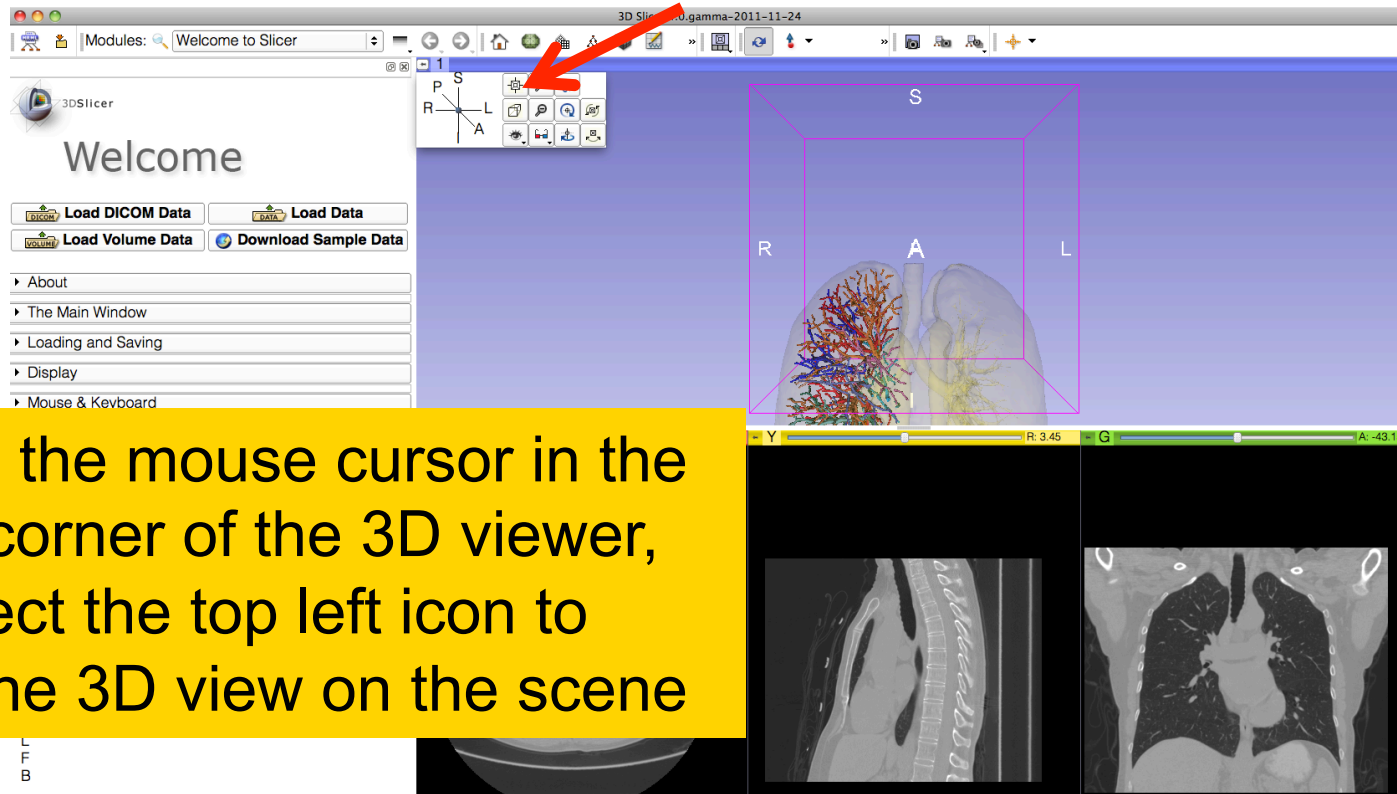 3D Slicer 4.0.gamma-2011-11-24
Modules: Welcome to Slicer
» »
1
S
P
R L
A
I
3DSlicer
Welcome
DICOM Load DICOM Data DATA Load Data
VOLUME Load Volume Data Download Sample Data
About
The Main Window
Loading and Saving
Display
Mouse & Keyboard
S
R A L
I
Y R: 3.45 G A: -43.1
the mouse cursor in the
corner of the 3D viewer,
ect the top left icon to
he 3D view on the scene
L
F
B